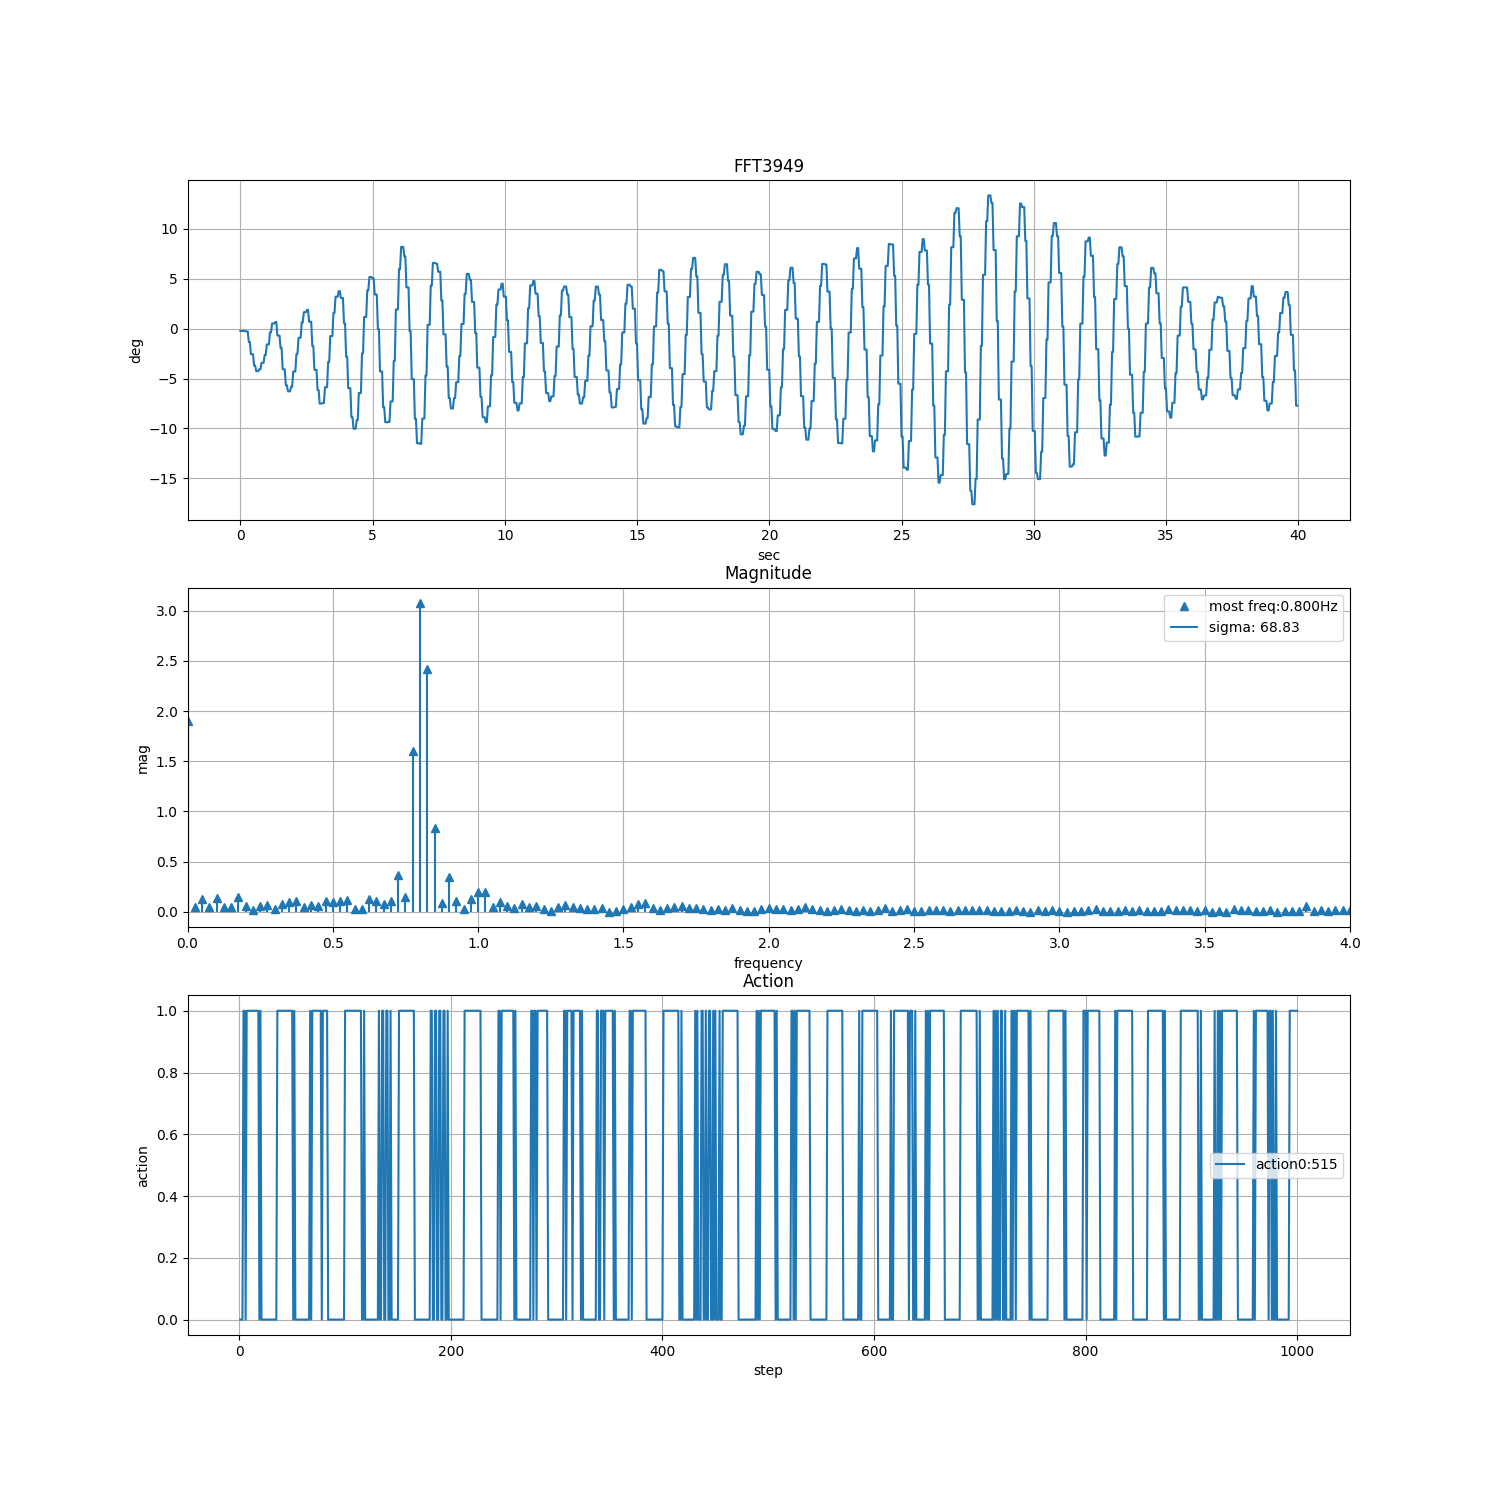 FFT3949
10
5
0
−5
−10
−15
deg
0 5 10 15 20 25 30 35 40
sec
Magnitude
3.0
2.5
2.0
1.5
1.0
0.5
0.0
mag
most freq:0.800Hz
sigma: 68.83
0.0 0.5 1.0 1.5 2.0 2.5 3.0 3.5 4.0
frequency
Action
1.0
0.8
0.6
0.4
0.2
0.0
action
action0:515
0 200 400 600 800 1000
step